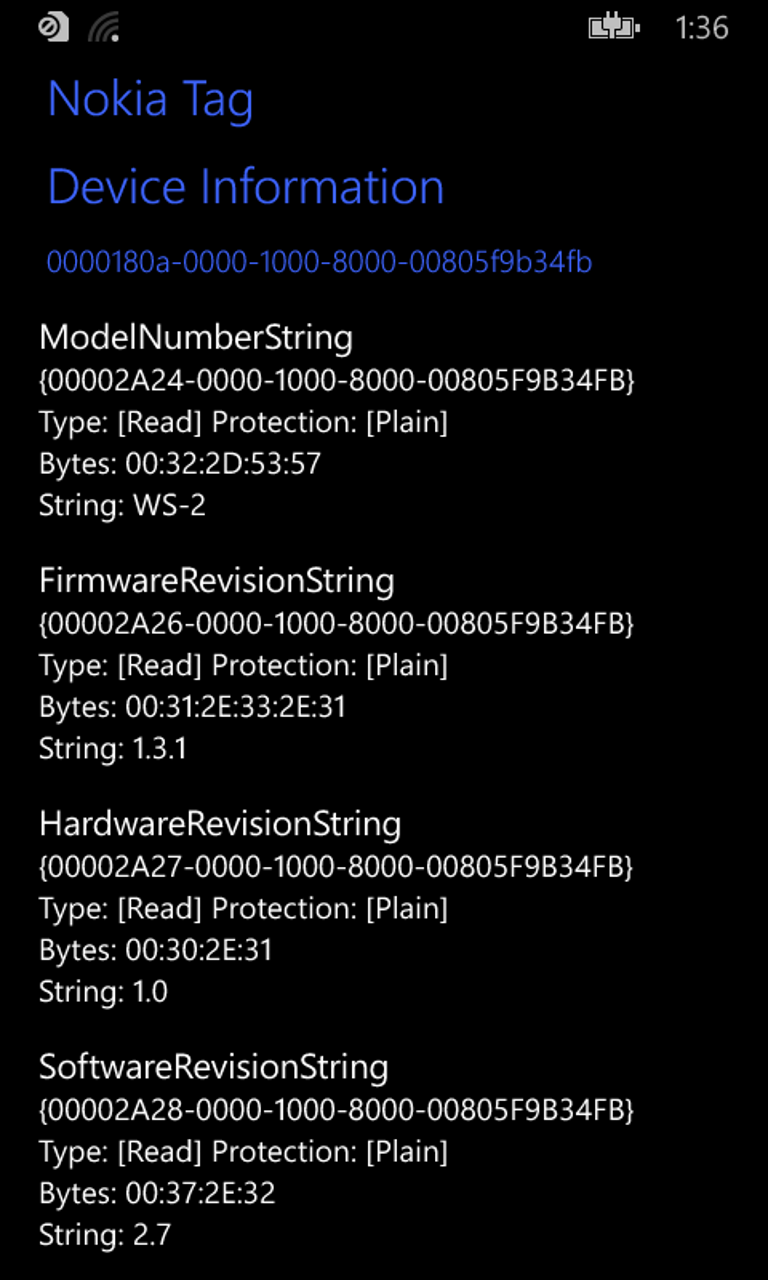 1:36
Nokia Tag
Device Information
0000180a-0000-1000-8000-00805f9b34fb
ModelNumberString
{00002A24-0000-1000-8000-00805F9B34FB}
Type: [Read] Protection: [Plain]
Bytes: 00:32:2D:53:57
String: WS-2
FirmwareRevisionString
{00002A26-0000-1000-8000-00805F9B34FB}
Type: [Read] Protection: [Plain]
Bytes: 00:31:2E:33:2E:31
String: 1.3.1
HardwareRevisionString
{00002A27-0000-1000-8000-00805F9B34FB}
Type: [Read] Protection: [Plain]
Bytes: 00:30:2E:31
String: 1.0
SoftwareRevisionString
{00002A28-0000-1000-8000-00805F9B34FB}
Type: [Read] Protection: [Plain]
Bytes: 00:37:2E:32
String: 2.7